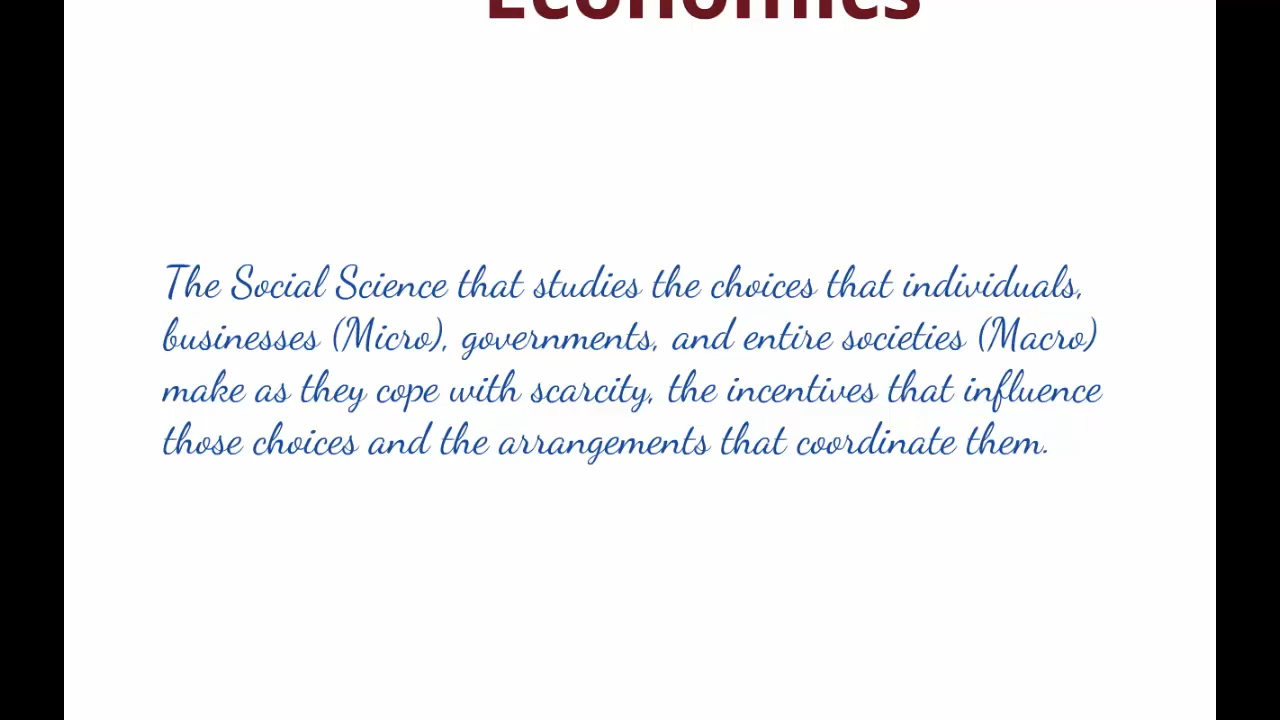 Economics
The Social Science that studies the choices that individuals,
businesses (Micro), governments, and entire societies (Macro)
make as they cope with scarcity, the incentives that influence
those choices and the arrangements that coordinate them.